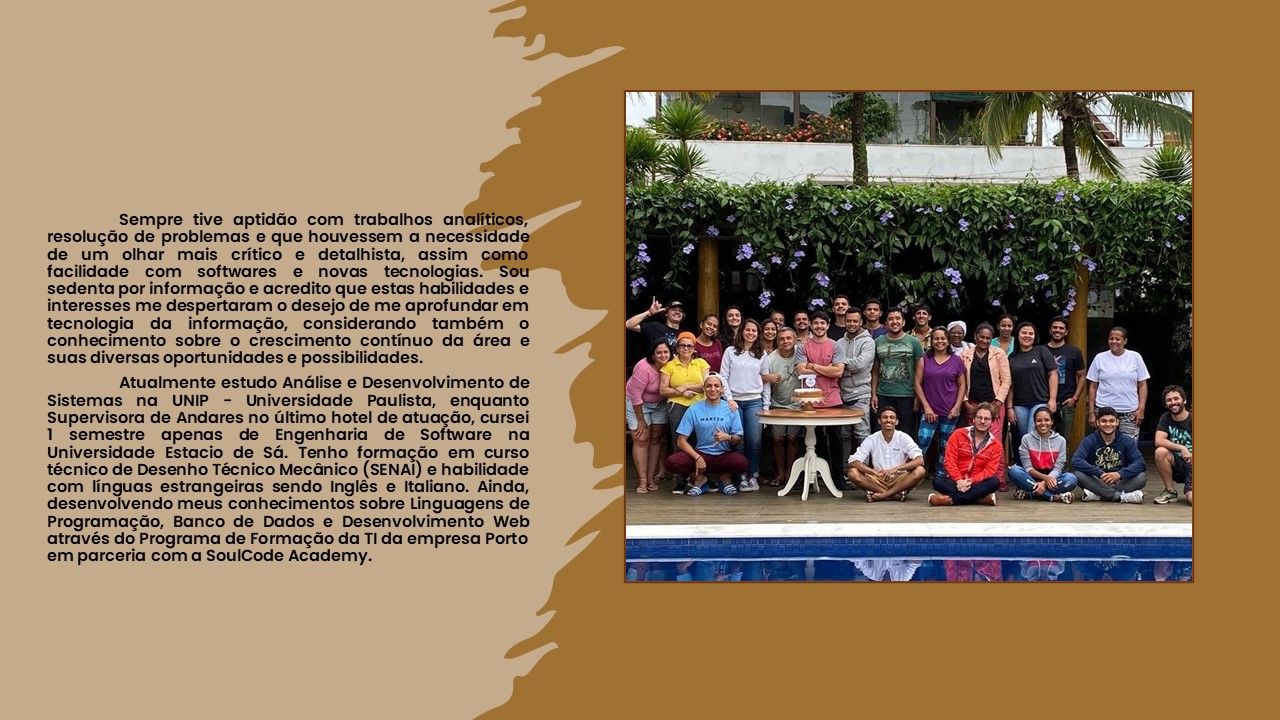 Sempre tive aptidão com trabalhos analíticos,
resolução de problemas e que houvessem a necessidade
de um olhar mais crítico e detalhista, assim como
facilidade com softwares e novas tecnologias. Sou
sedenta por informação e acredito que estas habilidades e
interesses me despertaram o desejo de me aprofundar em
tecnologia da informação, considerando também o
conhecimento sobre o crescimento contínuo da área e
suas diversas oportunidades e possibilidades.
Atualmente estudo Análise e Desenvolvimento de
Sistemas na UNIP - Universidade Paulista, enquanto
Supervisora de Andares no último hotel de atuação, cursei
1 semestre apenas de Engenharia de Software na
Universidade Estacio de Sá. Tenho formação em curso
técnico de Desenho Técnico Mecânico (SENAI) e habilidade
com línguas estrangeiras sendo Inglês e Italiano. Ainda,
desenvolvendo meus conhecimentos sobre Linguagens de
Programação, Banco de Dados e Desenvolvimento Web
através do Programa de Formação da TI da empresa Porto
em parceria com a SoulCode Academy.